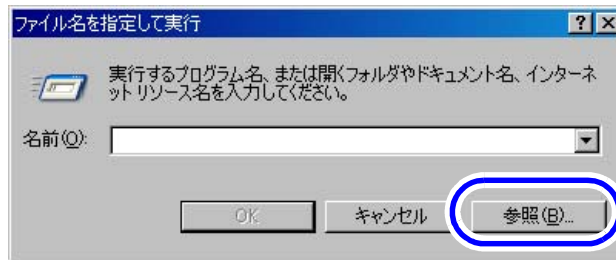 ファイル名を指定して実行
実行するプログラム名、または開くフォルダやドキュメント名、インターネ
ットリソース名を入力してください。
名前(O):
OK キャンセル 参照(B)...